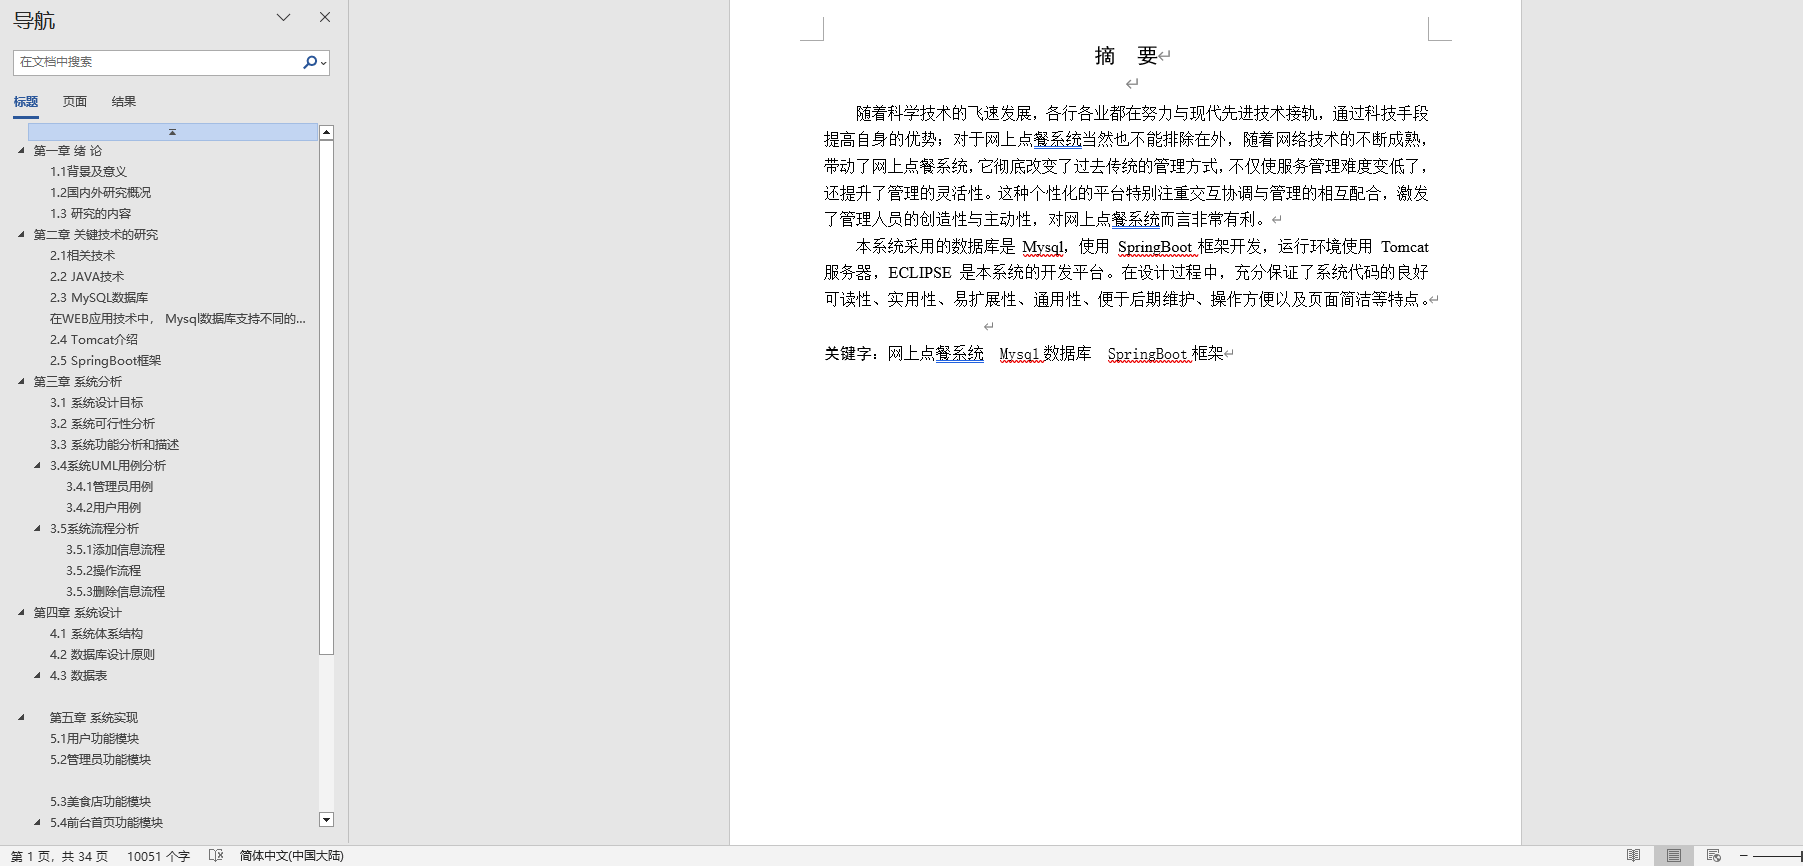 导航
在文档中搜索
标题 页面 结果
第一章 绪 论
1.1背景及意义
1.2国内外研究概况
1.3 研究的内容
第二章 关键技术的研究
2.1相关技术
2.2 JAVA技术
2.3 MySQL数据库
在WEB应用技术中， Mysql数据库支持不同的...
2.4 Tomcat介绍
2.5 SpringBoot框架
第三章 系统分析
3.1 系统设计目标
3.2 系统可行性分析
3.3 系统功能分析和描述
3.4系统UML用例分析
3.4.1管理员用例
3.4.2用户用例
3.5系统流程分析
3.5.1添加信息流程
3.5.2操作流程
3.5.3删除信息流程
第四章 系统设计
4.1 系统体系结构
4.2 数据库设计原则
4.3 数据表
第五章 系统实现
5.1用户功能模块
5.2管理员功能模块
5.3美食店功能模块
5.4前台首页功能模块
摘 要
随着科学技术的飞速发展，各行各业都在努力与现代先进技术接轨，通过科技手段
提高自身的优势；对于网上点餐系统当然也不能排除在外，随着网络技术的不断成熟，
带动了网上点餐系统，它彻底改变了过去传统的管理方式，不仅使服务管理难度变低了，
还提升了管理的灵活性。这种个性化的平台特别注重交互协调与管理的相互配合，激发
了管理人员的创造性与主动性，对网上点餐系统而言非常有利。
本系统采用的数据库是 Mysql，使用 SpringBoot 框架开发，运行环境使用 Tomcat
服务器，ECLIPSE 是本系统的开发平台。在设计过程中，充分保证了系统代码的良好
可读性、实用性、易扩展性、通用性、便于后期维护、操作方便以及页面简洁等特点。
关键字：网上点餐系统 Mysql 数据库 SpringBoot 框架
第 1 页，共 34 页 10051 个字 简体中文(中国大陆)